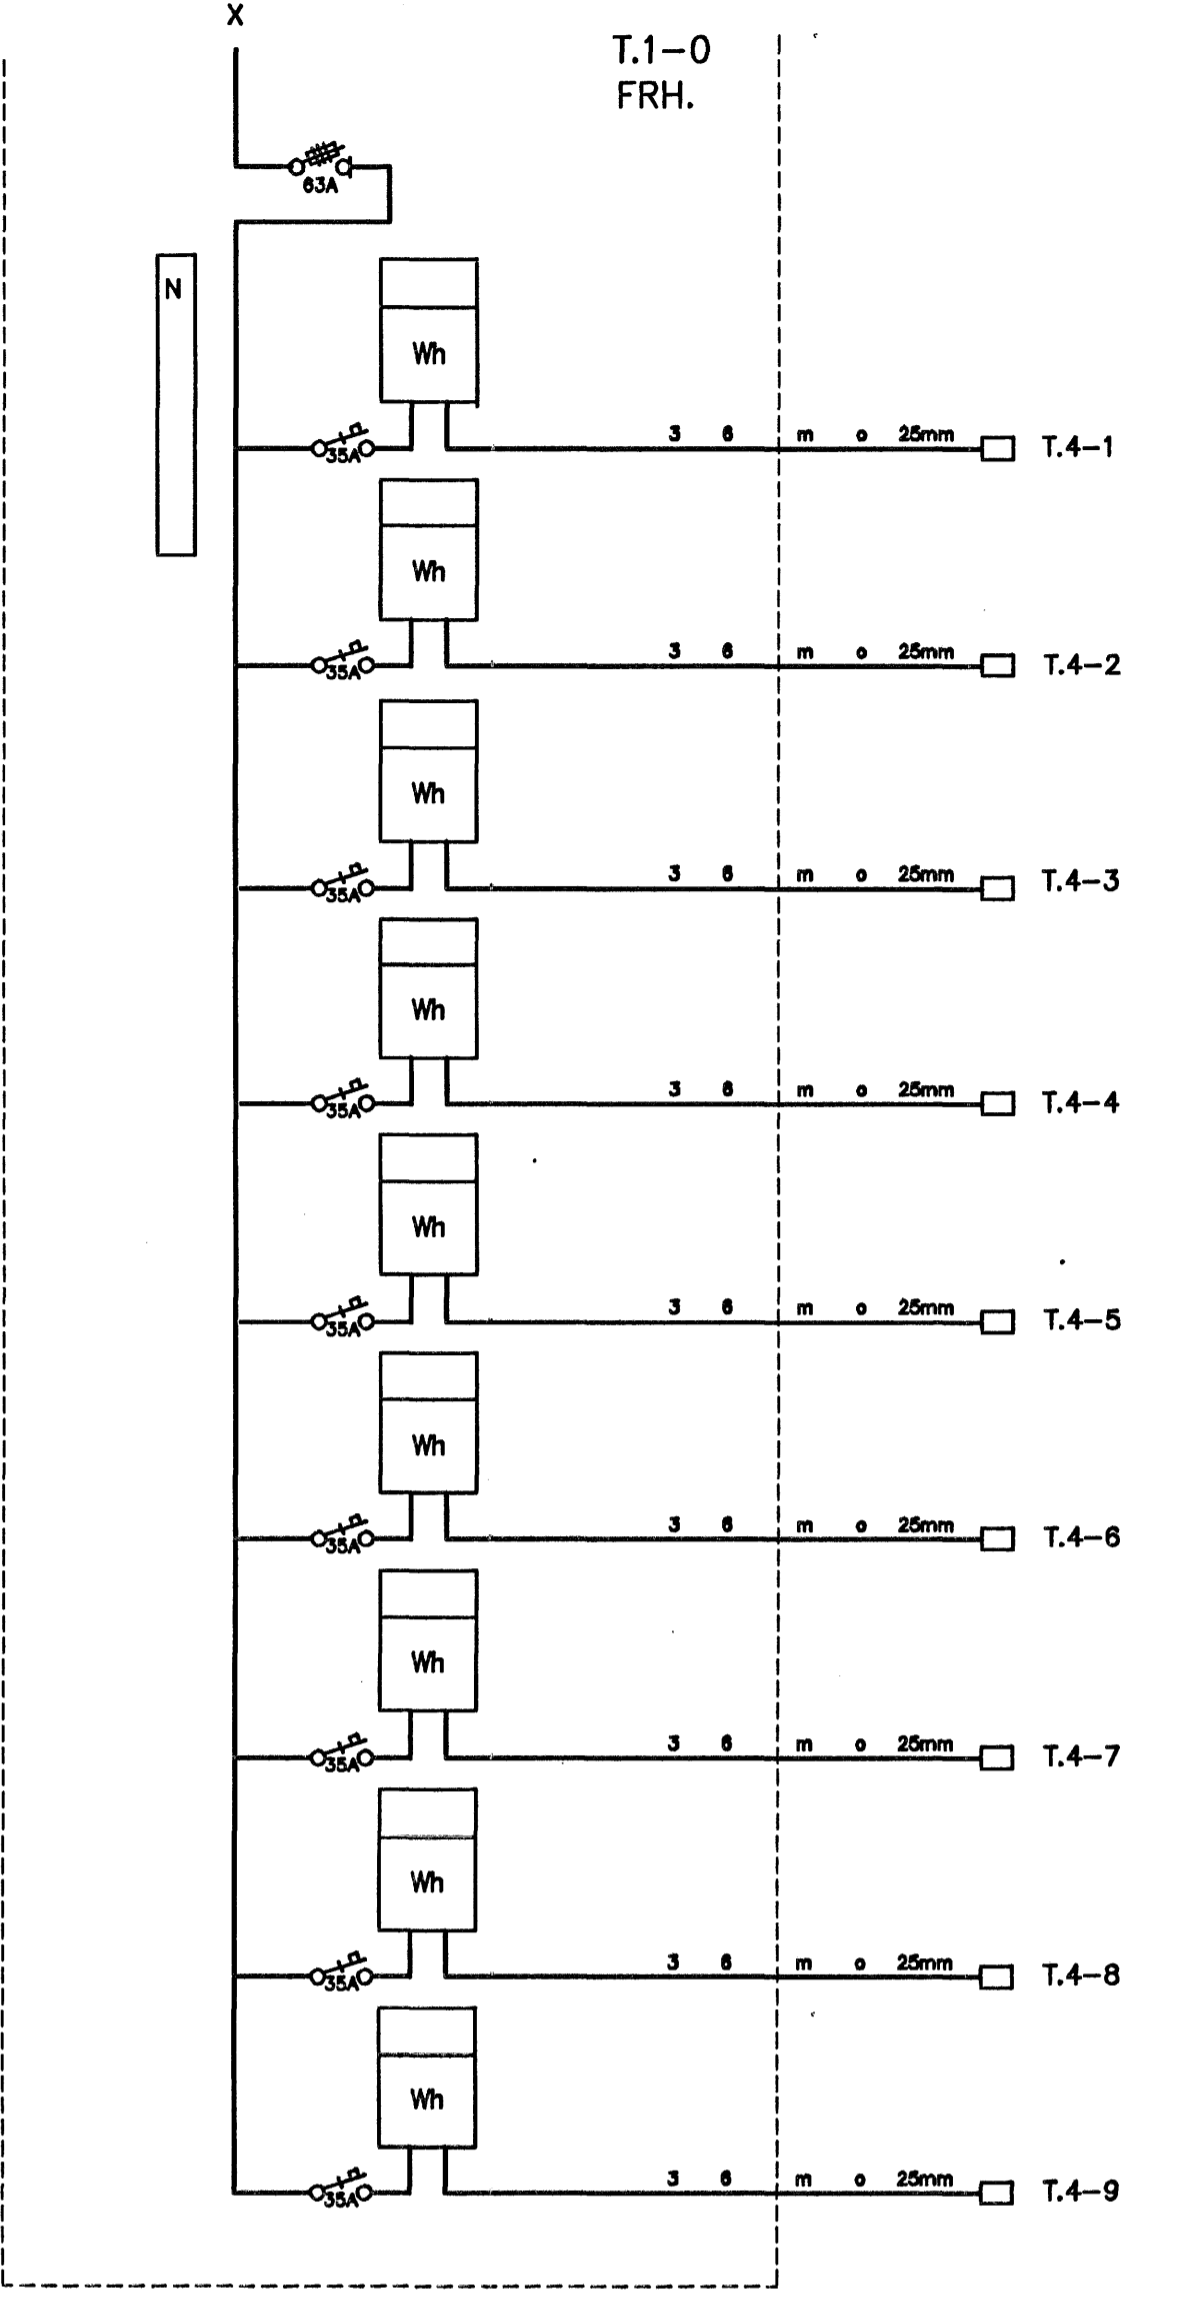 X
T.1-0
FRH.
63A
N
Wh
35A 3 6 m o 25mm T.4-1
Wh
35A 3 6 m o 25mm T.4-2
Wh
35A 3 6 m o 25mm T.4-3
Wh
35A 3 6 m o 25mm T.4-4
Wh
35A 3 6 m o 25mm T.4-5
Wh
35A 3 6 m o 25mm T.4-6
Wh
35A 3 6 m o 25mm T.4-7
Wh
35A 3 6 m o 25mm T.4-8
Wh
35A 3 6 m o 25mm T.4-9